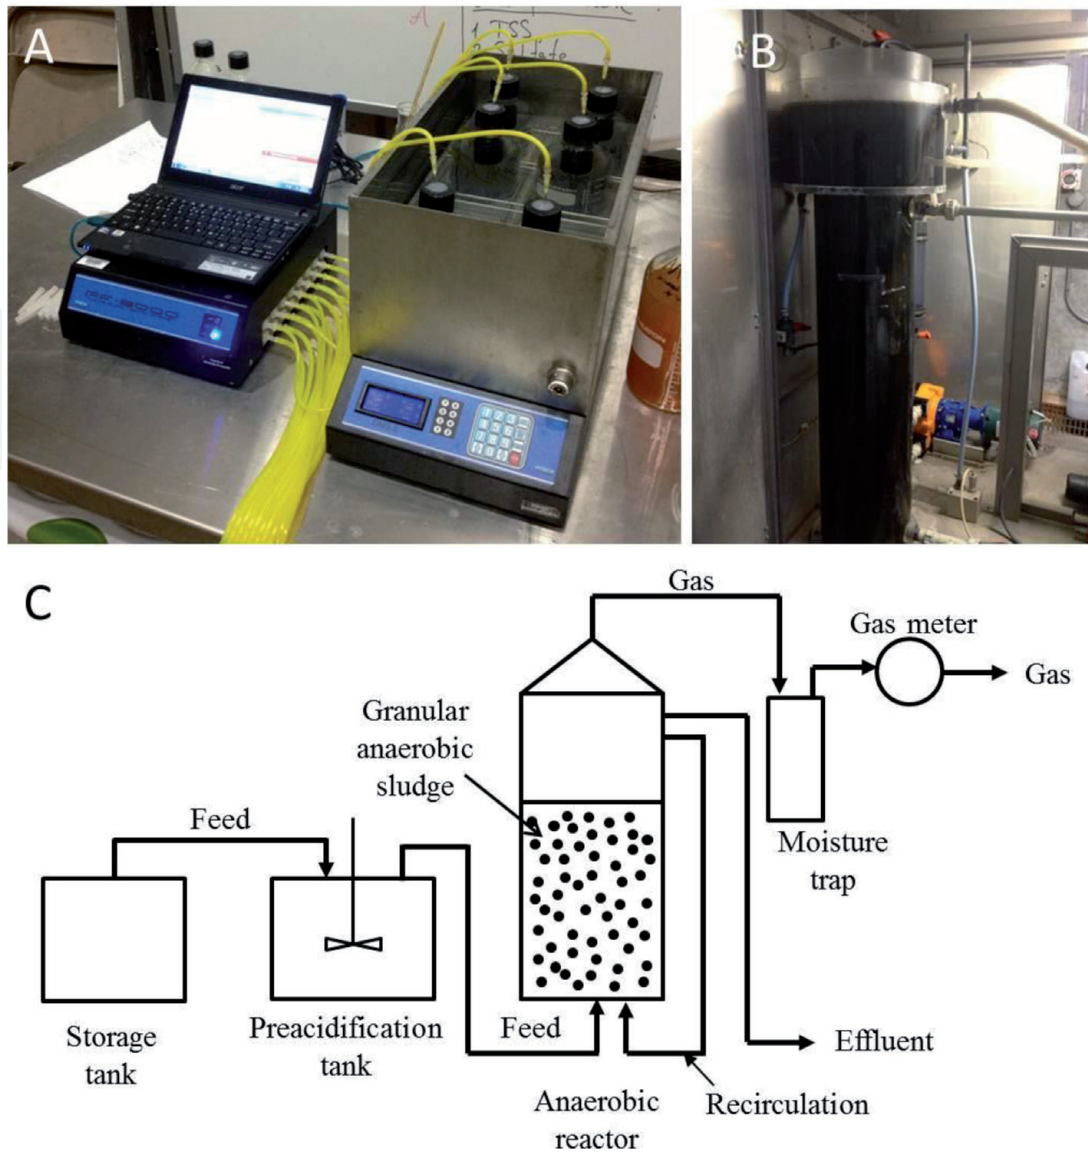 A
A
1 TSS
B
acer
C
Gas
Gas meter
Gas
Granular
anaerobic
sludge
Feed
Moisture
trap
Storage
tank
Preacidification
tank
Feed
Effluent
Anaerobic
reactor
Recirculation